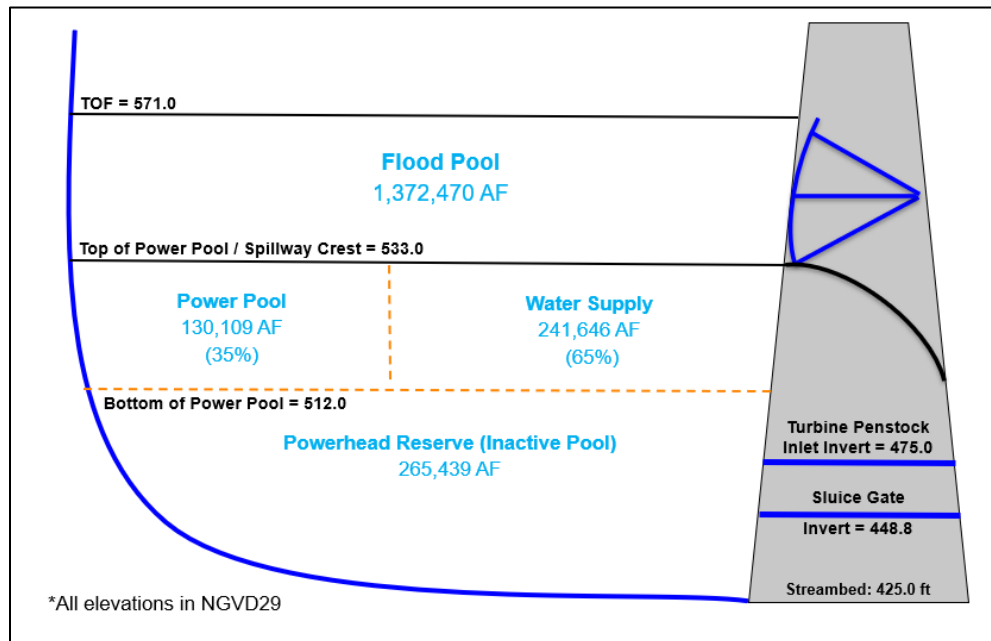 TOF = 571.0
Flood Pool
1,372,470 AF
Top of Power Pool / Spillway Crest = 533.0
Power Pool
130,109 AF
(35%)
Water Supply
241,646 AF
(65%)
Bottom of Power Pool = 512.0
Powerhead Reserve (Inactive Pool)
265,439 AF
Turbine Penstock
Inlet Invert = 475.0
Sluice Gate
Invert = 448.8
Streambed: 425.0 ft
*All elevations in NGVD29